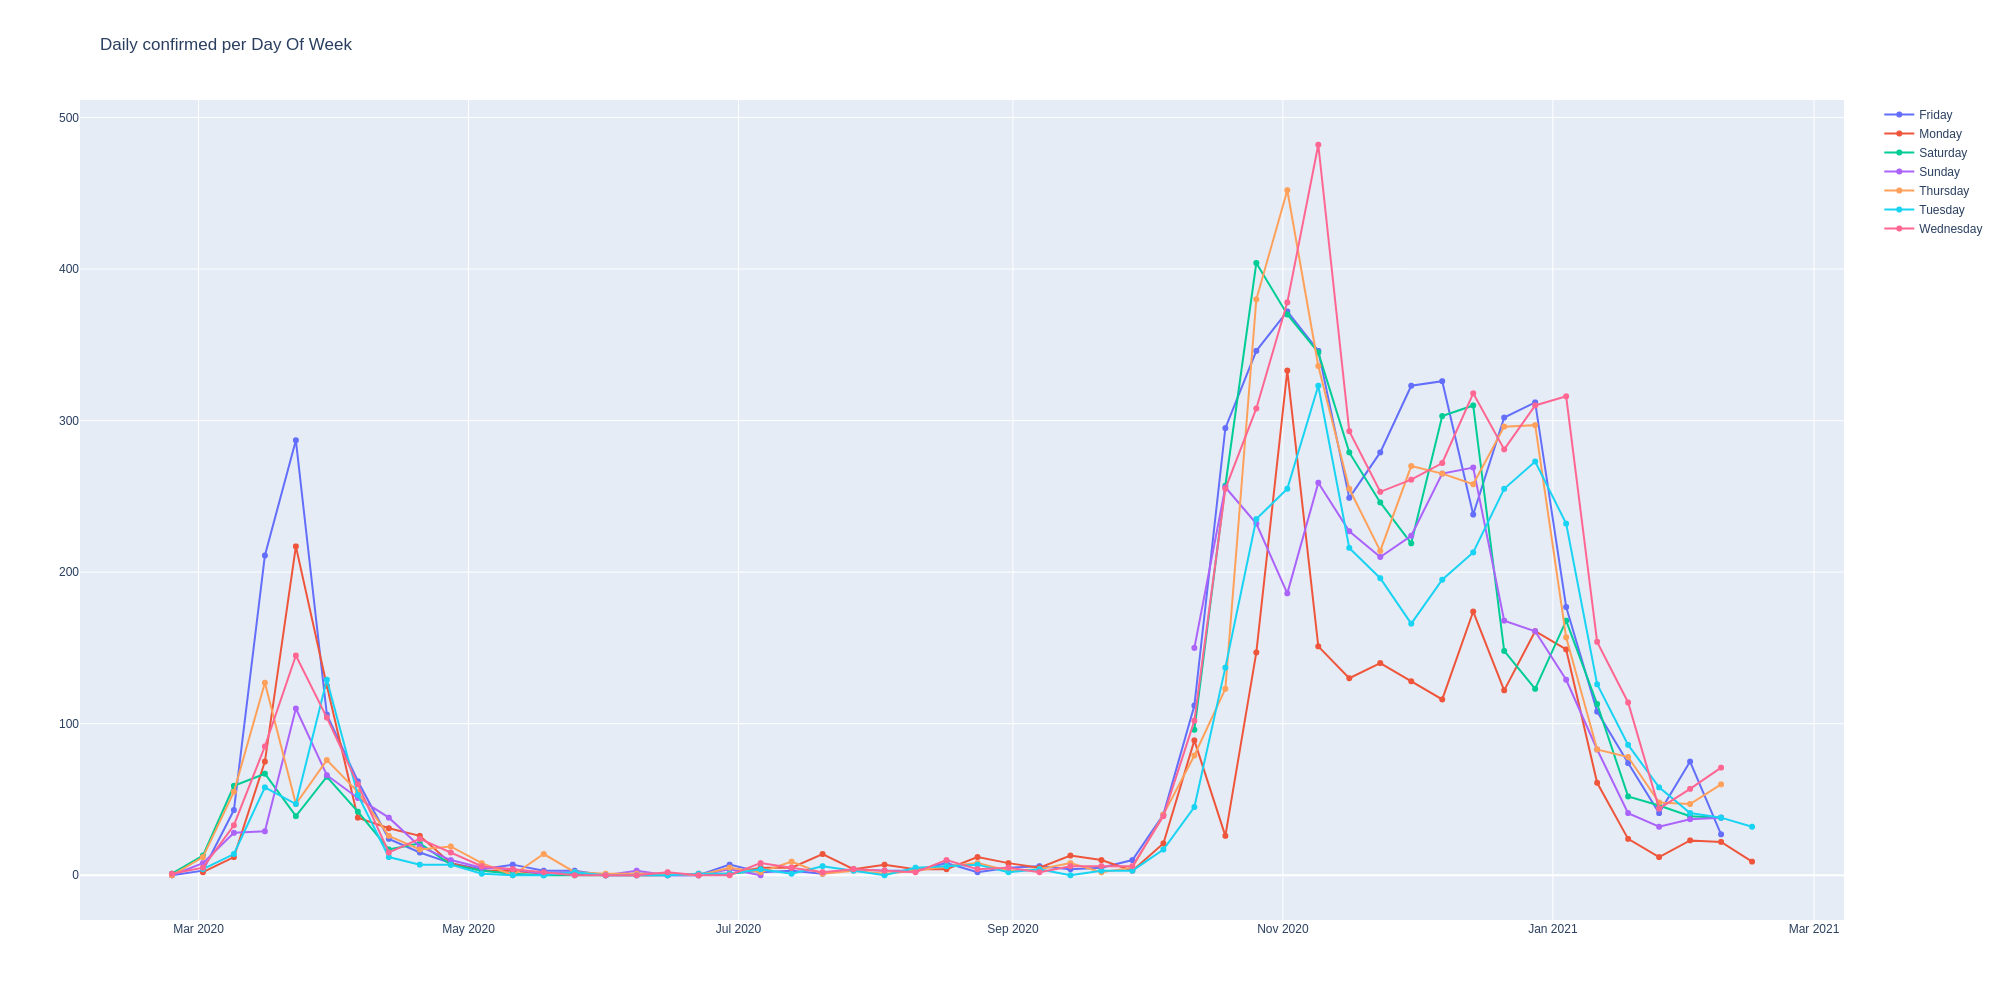 Daily confirmed per Day Of Week
500
400
300
200
100
0
Mar 2020
May 2020
Jul 2020
Sep 2020
Nov 2020
Jan 2021
Mar 2021
Friday
Monday
Saturday
Sunday
Thursday
Tuesday
Wednesday